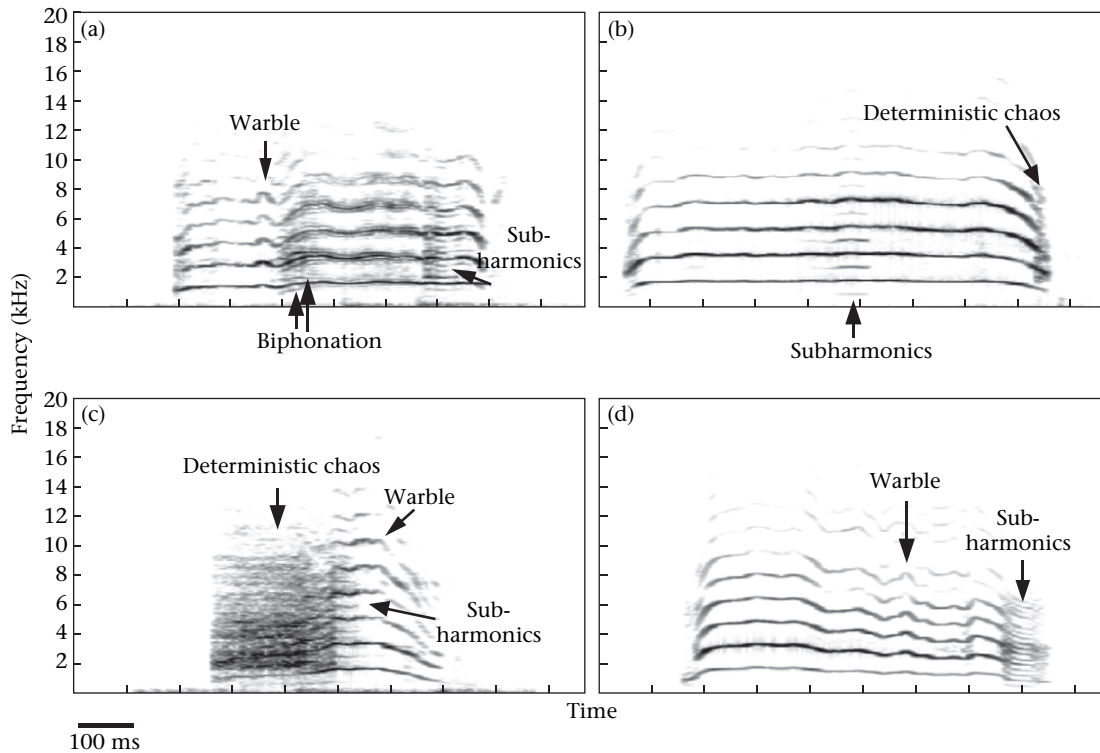 20
(a)
(b)
18
16
14
Warble
Deterministic chaos
12
10
8
6
Sub-
harmonics
4
2
Biphonation
Subharmonics
Frequency (kHz)
20
(c)
(d)
18
16
Deterministic chaos
14
Warble
Warble
12
Sub-
harmonics
10
8
6
Sub-
harmonics
4
2
Time
100 ms